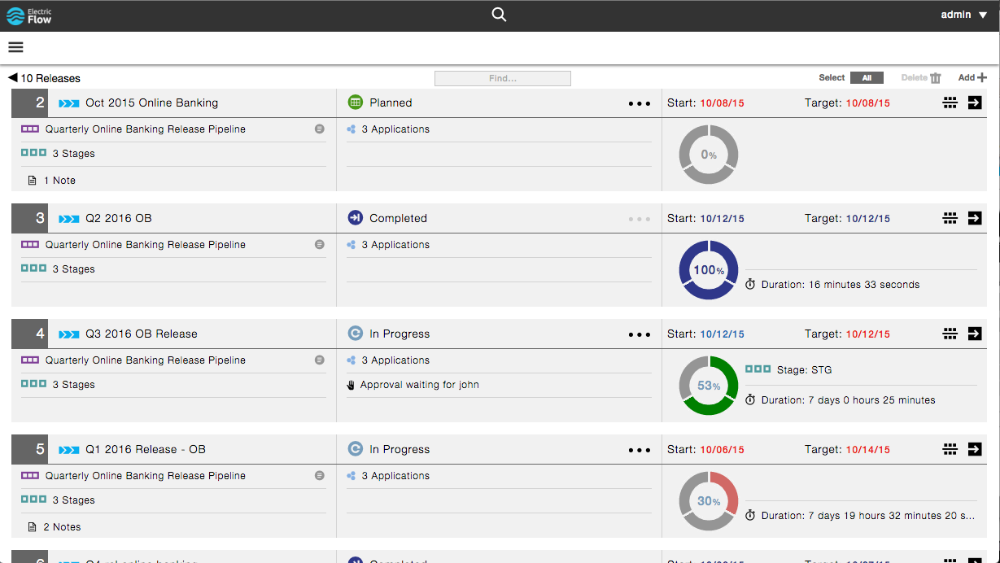 Electric
Flow
admin
10 Releases
Find...
Select All Delete Add
2 Oct 2015 Online Banking Planned Start: 10/08/15 Target: 10/08/15
Quarterly Online Banking Release Pipeline 3 Applications
3 Stages
0%
1 Note
3 Q2 2016 OB Completed Start: 10/12/15 Target: 10/12/15
Quarterly Online Banking Release Pipeline 3 Applications
3 Stages
100%
Duration: 16 minutes 33 seconds
4 Q3 2016 OB Release In Progress Start: 10/12/15 Target: 10/12/15
Quarterly Online Banking Release Pipeline 3 Applications
Stage: STG
3 Stages Approval waiting for john
53%
Duration: 7 days 0 hours 25 minutes
5 Q1 2016 Release - OB In Progress Start: 10/06/15 Target: 10/14/15
Quarterly Online Banking Release Pipeline 3 Applications
3 Stages
30%
Duration: 7 days 19 hours 32 minutes 20 s...
2 Notes